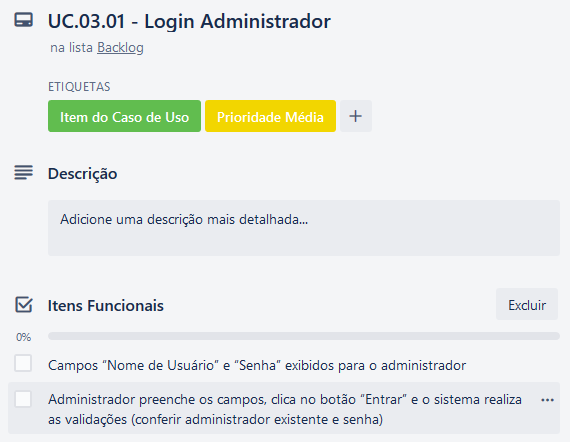 UC.03.01 - Login Administrador
na lista Backlog
ETIQUETAS
Item do Caso de Uso Prioridade Média +
Descrição
Adicione uma descrição mais detalhada...
Itens Funcionais Excluir
0%
Campos “Nome de Usuário” e “Senha” exibidos para o administrador
Administrador preenche os campos, clica no botão “Entrar” e o sistema realiza
as validações (conferir administrador existente e senha)